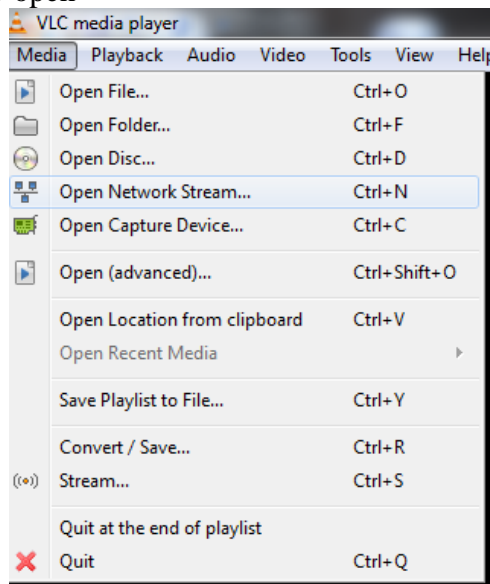 open
VLC media player
Media Playback Audio Video Tools View Help
Open File... Ctrl+O
Open Folder... Ctrl+F
Open Disc... Ctrl+D
Open Network Stream... Ctrl+N
Open Capture Device... Ctrl+C
Open (advanced)... Ctrl+Shift+O
Open Location from clipboard Ctrl+V
Open Recent Media
Save Playlist to File... Ctrl+Y
Convert / Save... Ctrl+R
Stream... Ctrl+S
Quit at the end of playlist
Quit Ctrl+Q